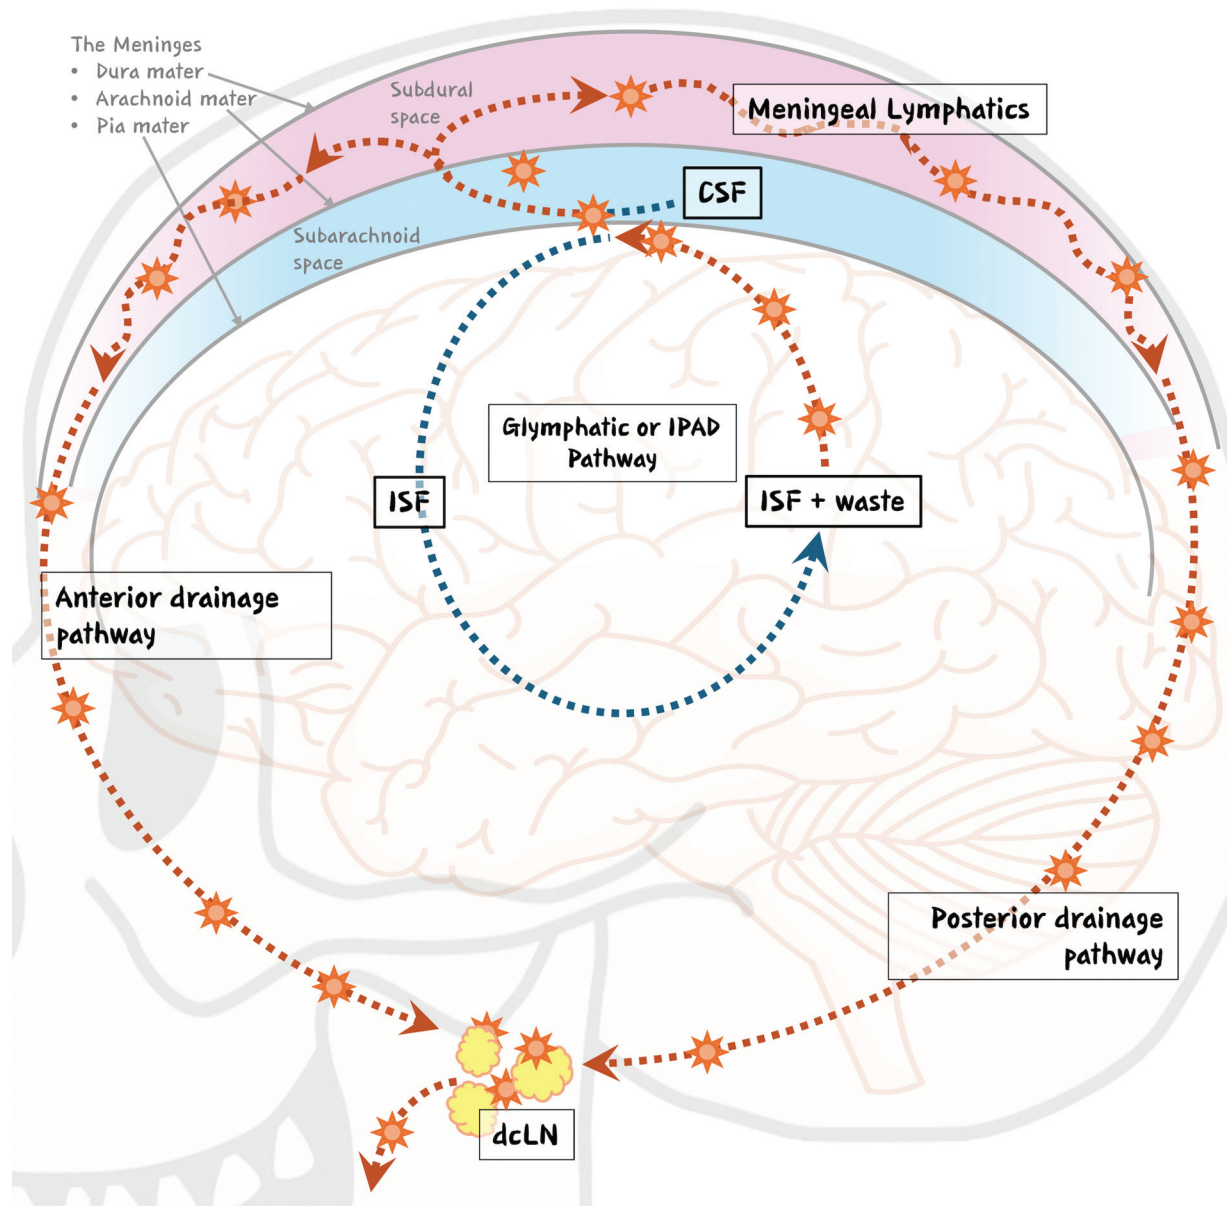 The Meninges
• Dura mater
• Arachnoid mater
• Pia mater
Subdural
space
Meningeal Lymphatics
CSF
Subarachnoid
space
Glymphatic or IPAD
Pathway
ISF
ISF + waste
Anterior drainage
pathway
Posterior drainage
pathway
dcLN